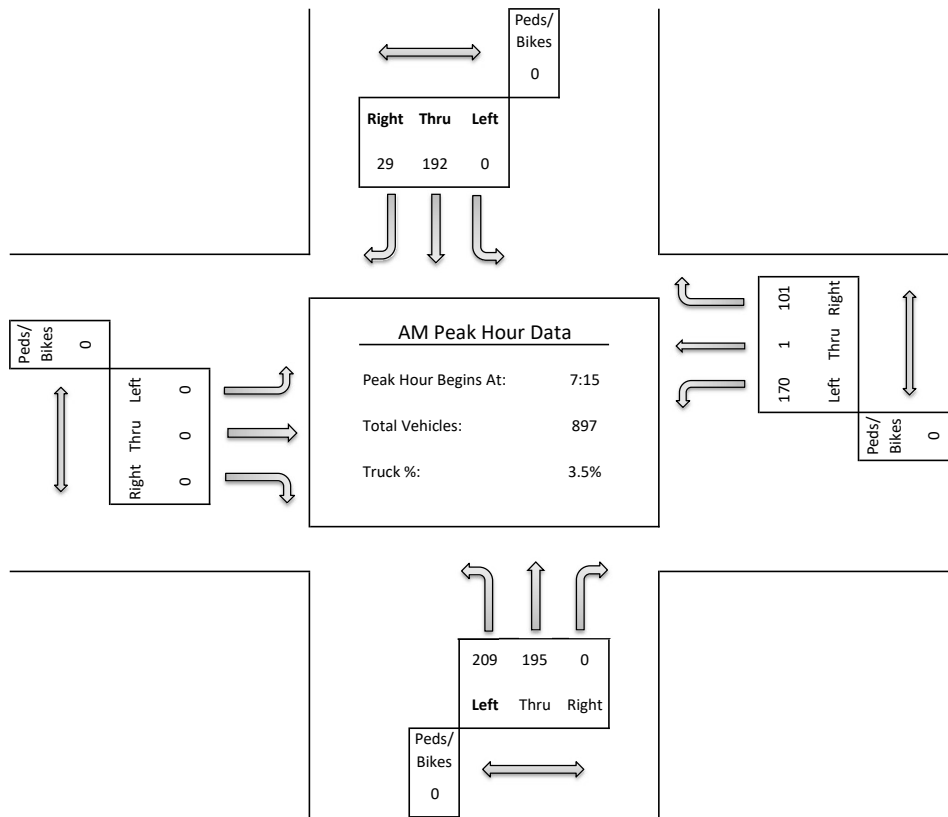 Peds/
Bikes
0
Right Thru Left
29 192 0
101 Right
1 Thru
170 Left
Peds/
Bikes
0
AM Peak Hour Data
Peak Hour Begins At: 7:15
Total Vehicles: 897
Truck %: 3.5%
Peds/
Bikes
0
Left 0
Thru 0
Right 0
209 195 0
Left Thru Right
Peds/
Bikes
0